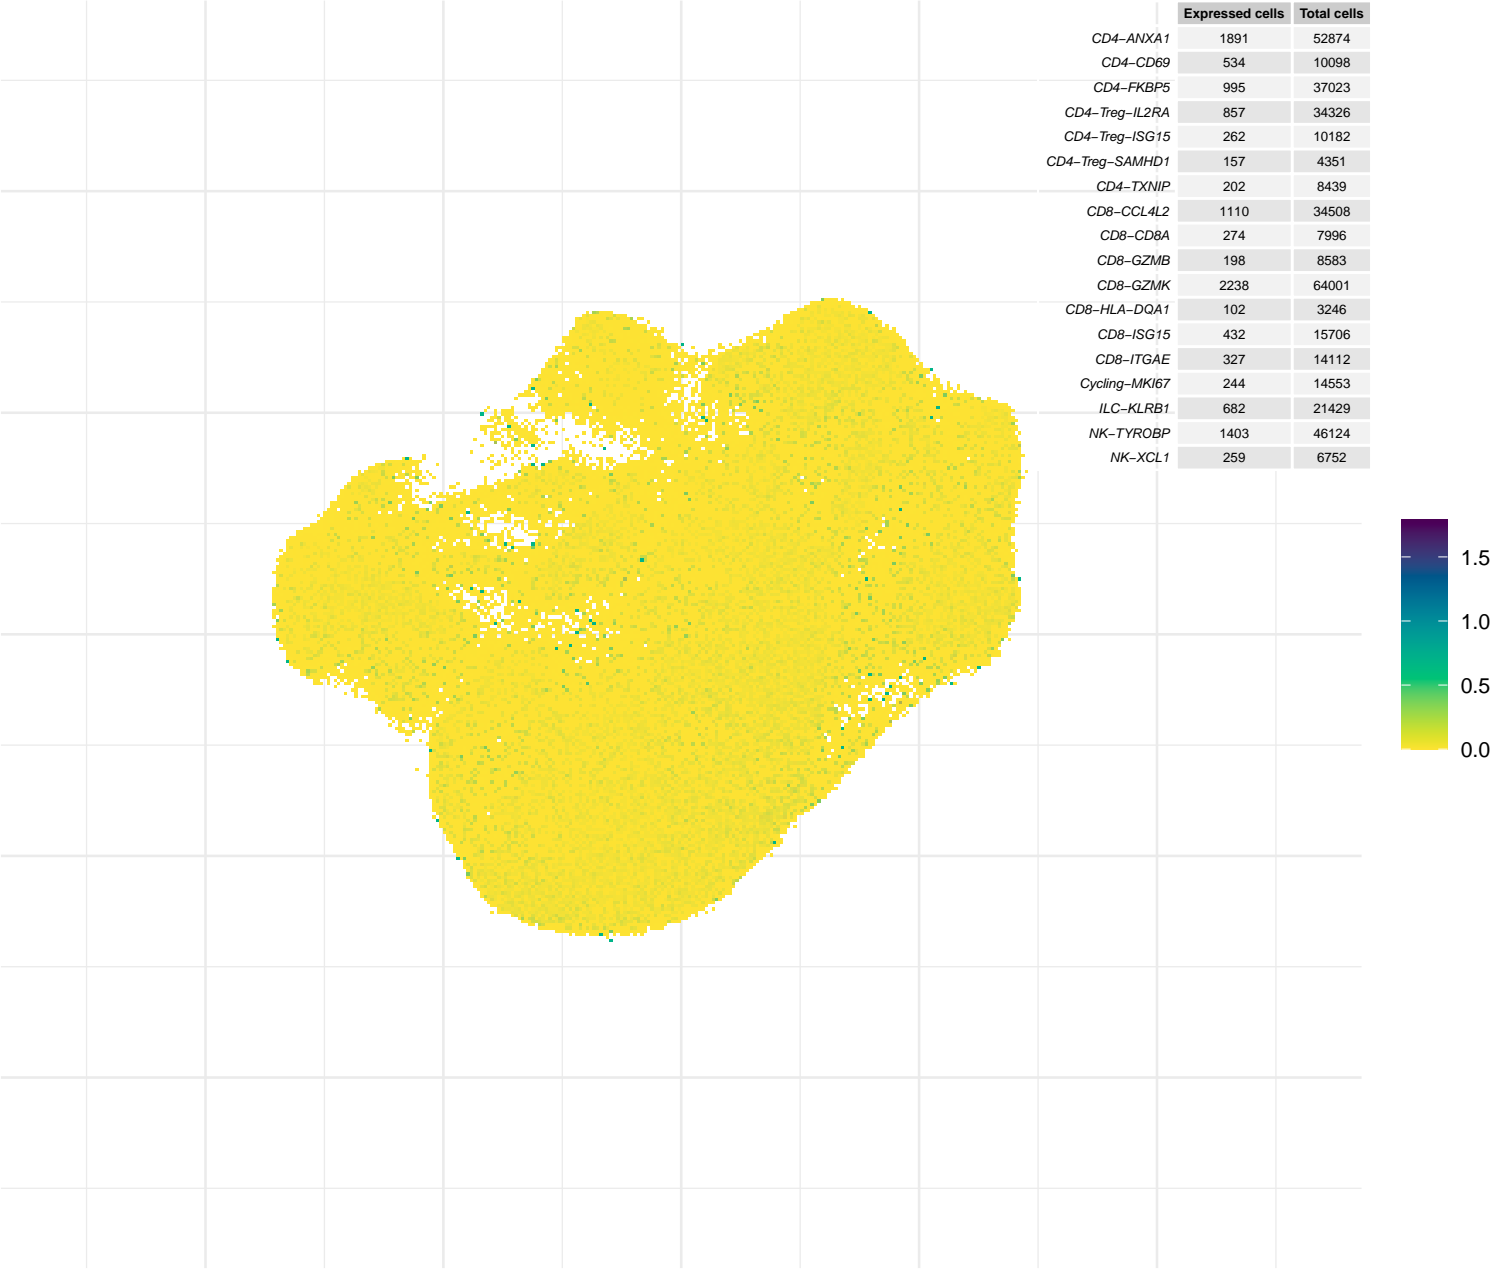 Expressed cells Total cells
CD4−ANXA1 1891 52874
CD4−CD69 534 10098
CD4−FKBP5 995 37023
CD4−Treg−IL2RA 857 34326
CD4−Treg−ISG15 262 10182
CD4−Treg−SAMHD1 157 4351
CD4−TXNIP 202 8439
CD8−CCL4L2 1110 34508
CD8−CD8A 274 7996
CD8−GZMB 198 8583
CD8−GZMK 2238 64001
CD8−HLA−DQA1 102 3246
CD8−ISG15 432 15706
CD8−ITGAE 327 14112
Cycling−MKI67 244 14553
ILC−KLRB1 682 21429
NK−TYROBP 1403 46124
NK−XCL1 259 6752
1.5
1.0
0.5
0.0